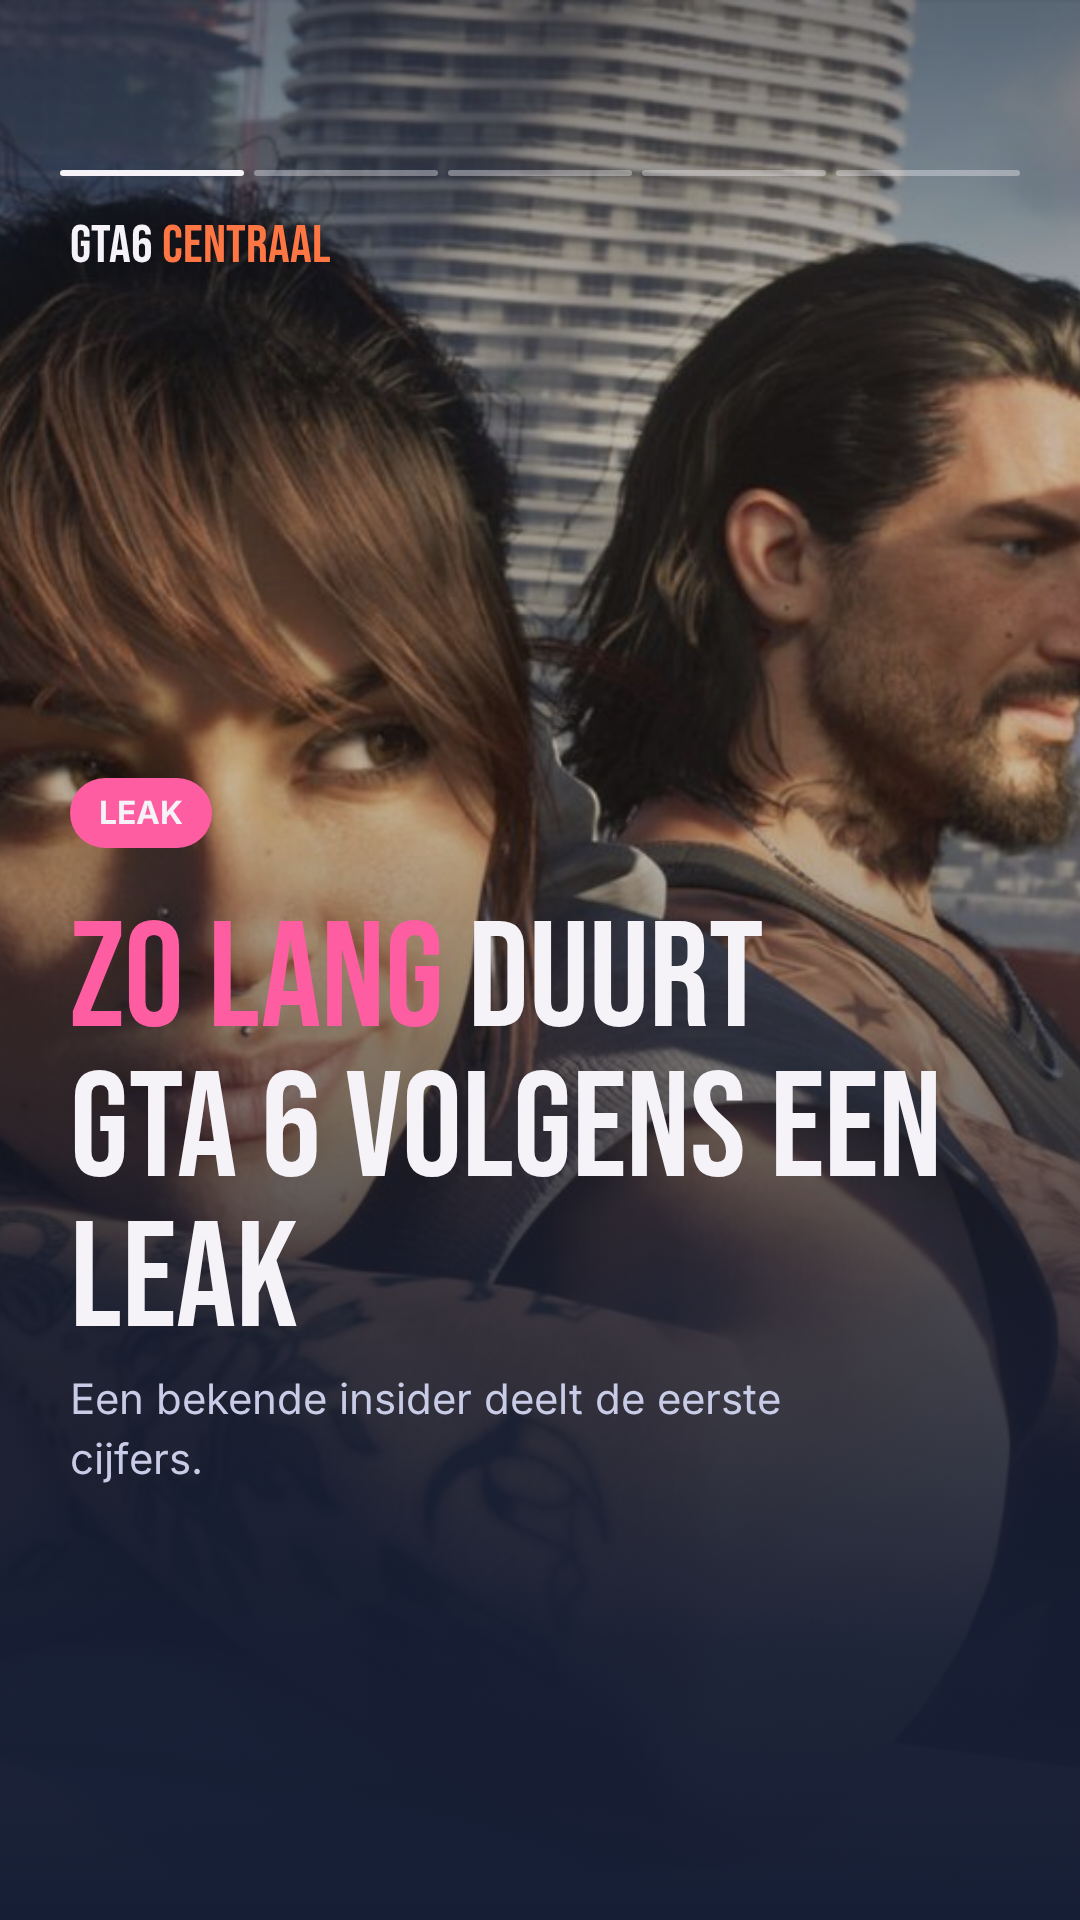 GTA6 CENTRAAL
LEAK
ZO LANG DUURT
GTA 6 VOLGENS EEN
LEAK
Een bekende insider deelt de eerste
cijfers.